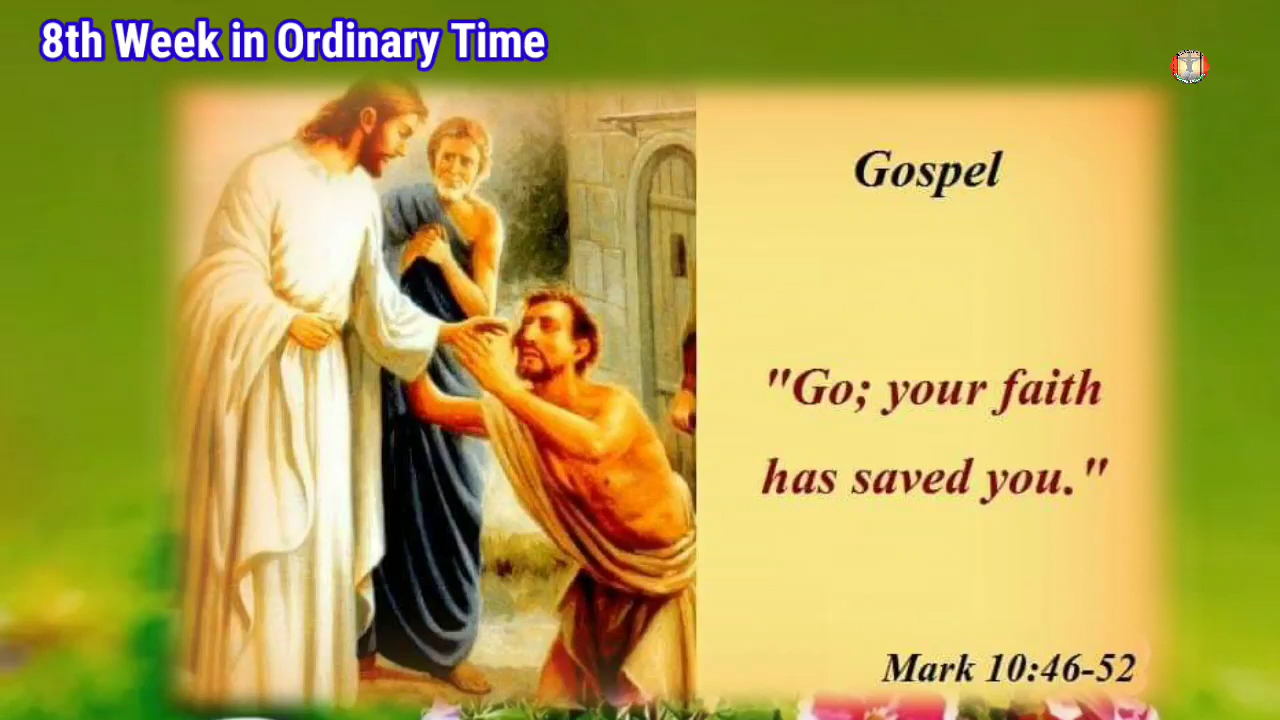 8th Week in Ordinary Time
Gospel
"Go; your faith
has saved you."
Mark 10:46-52